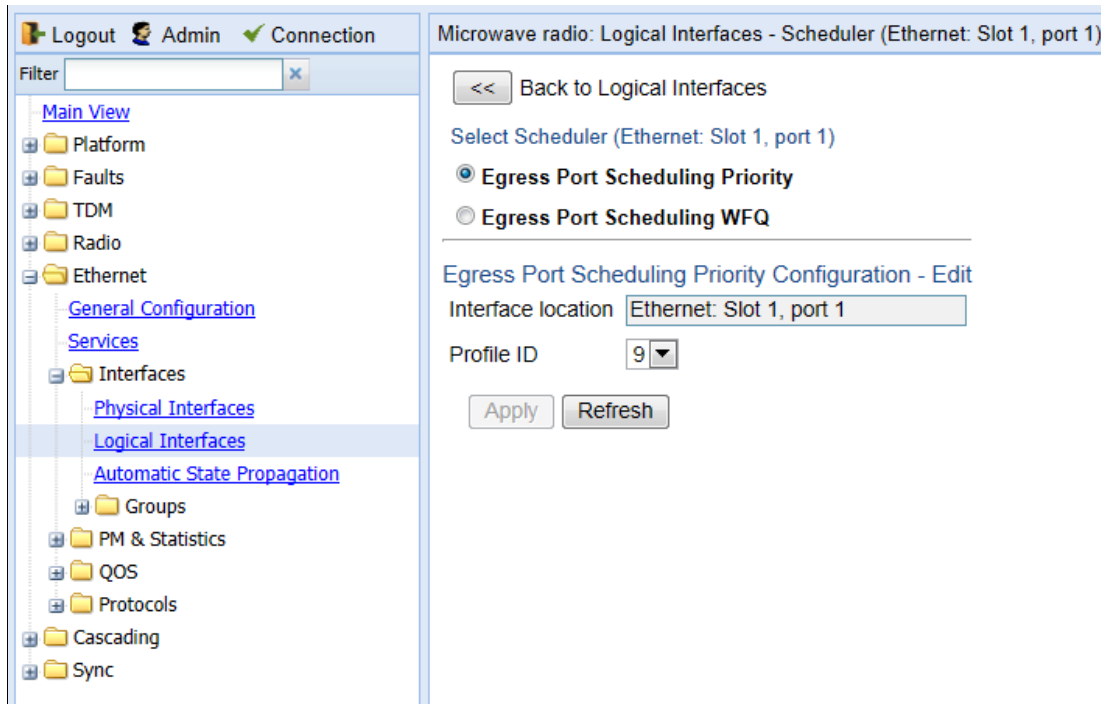 Logout Admin Connection
Filter
Main View
Platform
Faults
TDM
Radio
Ethernet
General Configuration
Services
Interfaces
Physical Interfaces
Logical Interfaces
Automatic State Propagation
Groups
PM & Statistics
QOS
Protocols
Cascading
Sync
Microwave radio: Logical Interfaces - Scheduler (Ethernet: Slot 1, port 1)
<< Back to Logical Interfaces
Select Scheduler (Ethernet: Slot 1, port 1)
Egress Port Scheduling Priority
Egress Port Scheduling WFQ
Egress Port Scheduling Priority Configuration - Edit
Interface location Ethernet: Slot 1, port 1
Profile ID 9
Apply Refresh